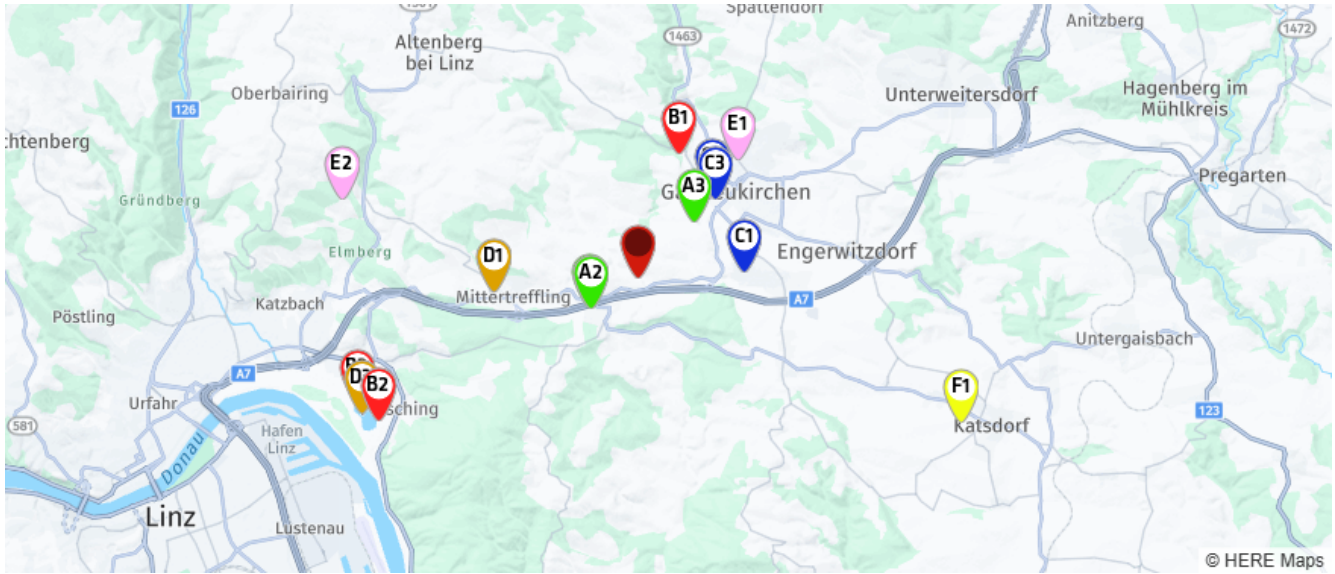 Spattendorf
Anitzberg
1463
1472
Altenberg
bei Linz
Oberbairing
126
Unterweitersdorf
Hagenberg im
Mühlkreis
B1
E1
E2
C3
A3
Pregarten
Gründberg
Elmberg
C1
Engerwitzdorf
D1
A2
Mittertreffling
Katzbach
A7
Pöstling
Untergaisbach
A7
B2
F1
Urfahr
581
Hafen
Linz
Donau
Katsdorf
123
Linz
Lüstenau
© HERE Maps